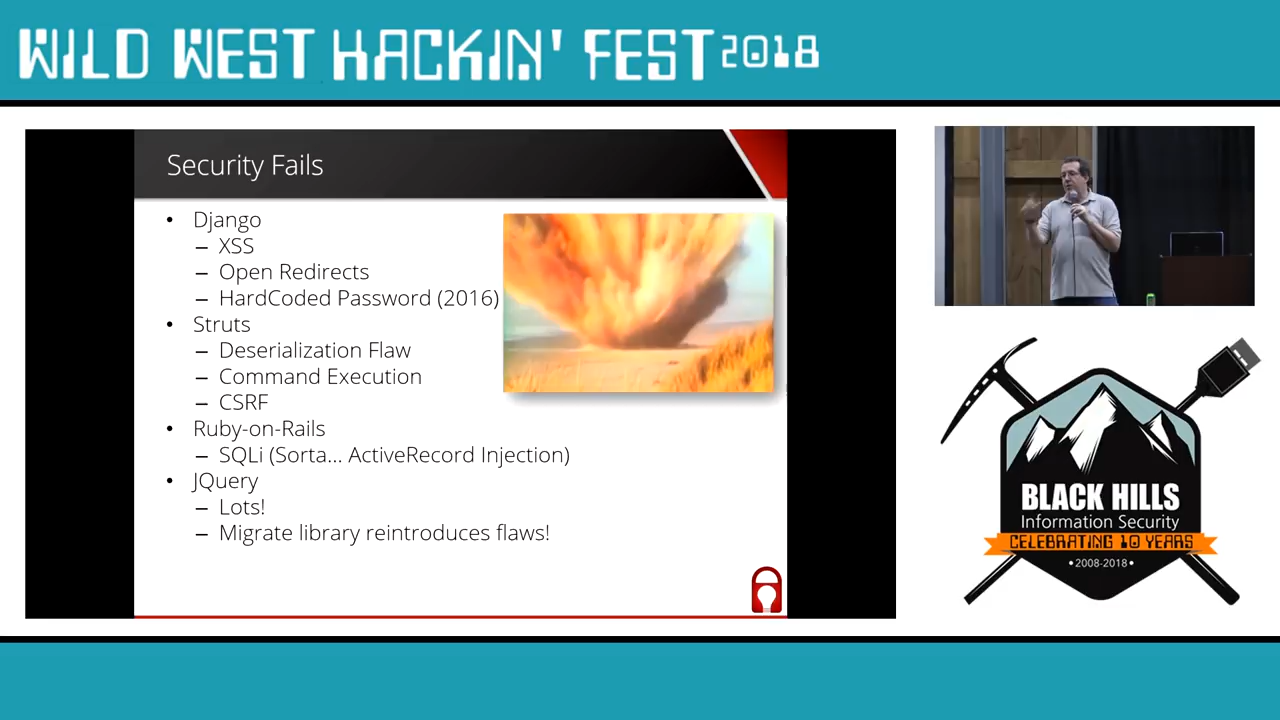 WILD WEST HACKIN' FEST 2018
Security Fails
• Django
– XSS
– Open Redirects
– HardCoded Password (2016)
• Struts
– Deserialization Flaw
– Command Execution
– CSRF
• Ruby-on-Rails
– SQLi (Sorta... ActiveRecord Injection)
• JQuery
– Lots!
– Migrate library reintroduces flaws!
BLACK HILLS
Information Security
CELEBRATING 10 YEARS
•2008-2018•